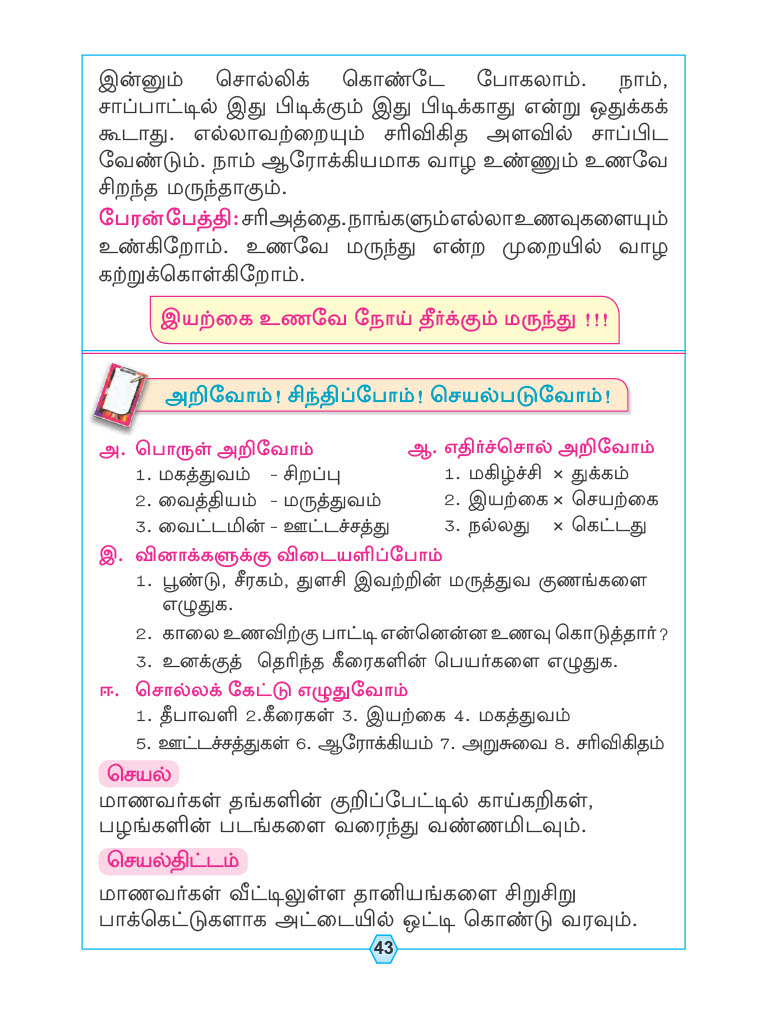 இன்னும் சொல்லிக் கொண்டே போகலாம். நாம்,
சாப்பாட்டில் இது பிடிக்கும் இது பிடிக்காது என்று ஒதுக்கக்
கூடாது. எல்லாவற்றையும் சரிவிகித அளவில் சாப்பிட
வேண்டும். நாம் ஆரோக்கியமாக வாழ உண்ணும் உணவே
சிறந்த மருந்தாகும்.
பேரன்பேத்தி: சரி அத்தை. நாங்களும் எல்லா உணவுகளையும்
உண்கிறோம். உணவே மருந்து என்ற முறையில் வாழ
கற்றுக்கொள்கிறோம்.
இயற்கை உணவே நோய் தீர்க்கும் மருந்து !!!
அறிவோம்! சிந்திப்போம்! செயல்படுவோம்!
அ. பொருள் அறிவோம்
1. மகத்துவம் - சிறப்பு
2. வைத்தியம் - மருத்துவம்
3. வைட்டமின் - ஊட்டச்சத்து
ஆ. எதிர்ச்சொல் அறிவோம்
1. மகிழ்ச்சி × துக்கம்
2. இயற்கை × செயற்கை
3. நல்லது × கெட்டது
இ. வினாக்களுக்கு விடையளிப்போம்
1. பூண்டு, சீரகம், துளசி இவற்றின் மருத்துவ குணங்களை
எழுதுக.
2. காலை உணவிற்கு பாட்டி என்னென்ன உணவு கொடுத்தார்?
3. உனக்குத் தெரிந்த கீரைகளின் பெயர்களை எழுதுக.
ஈ. சொல்லக் கேட்டு எழுதுவோம்
1. தீபாவளி 2.கீரைகள் 3. இயற்கை 4. மகத்துவம்
5. ஊட்டச்சத்துகள் 6. ஆரோக்கியம் 7. அறுசுவை 8. சரிவிகிதம்
செயல்
மாணவர்கள் தங்களின் குறிப்பேட்டில் காய்கறிகள்,
பழங்களின் படங்களை வரைந்து வண்ணமிடவும்.
செயல்திட்டம்
மாணவர்கள் வீட்டிலுள்ள தானியங்களை சிறுசிறு
பாக்கெட்டுகளாக அட்டையில் ஒட்டி கொண்டு வரவும்.
43